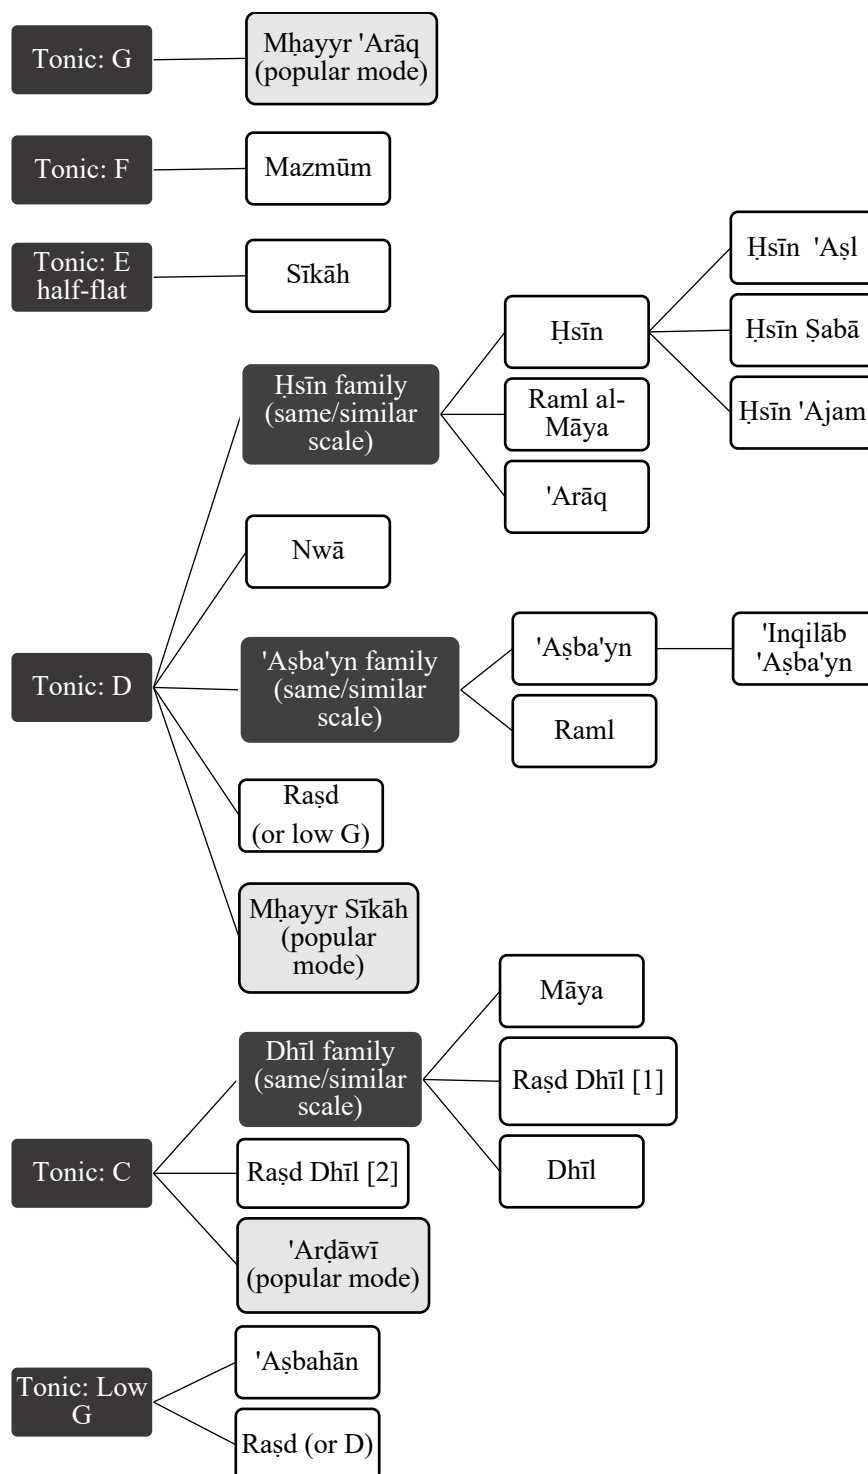 Tonic: G
Mḥayyr 'Arāq
(popular mode)
Tonic: F
Mazmūm
Tonic: E
half-flat
Sīkāh
Tonic: D
Ḥsīn family
(same/similar
scale)
Ḥsīn
Ḥsīn 'Aṣl
Ḥsīn Ṣabā
Ḥsīn 'Ajam
Raml al-
Māya
'Arāq
Nwā
'Aṣba'yn family
(same/similar
scale)
'Aṣba'yn
'Inqilāb
'Aṣba'yn
Raml
Raṣd
(or low G)
Mḥayyr Sīkāh
(popular
mode)
Tonic: C
Dhīl family
(same/similar
scale)
Māya
Raṣd Dhīl [1]
Dhīl
Raṣd Dhīl [2]
'Arḍāwī
(popular mode)
Tonic: Low
G
'Aṣbahān
Raṣd (or D)